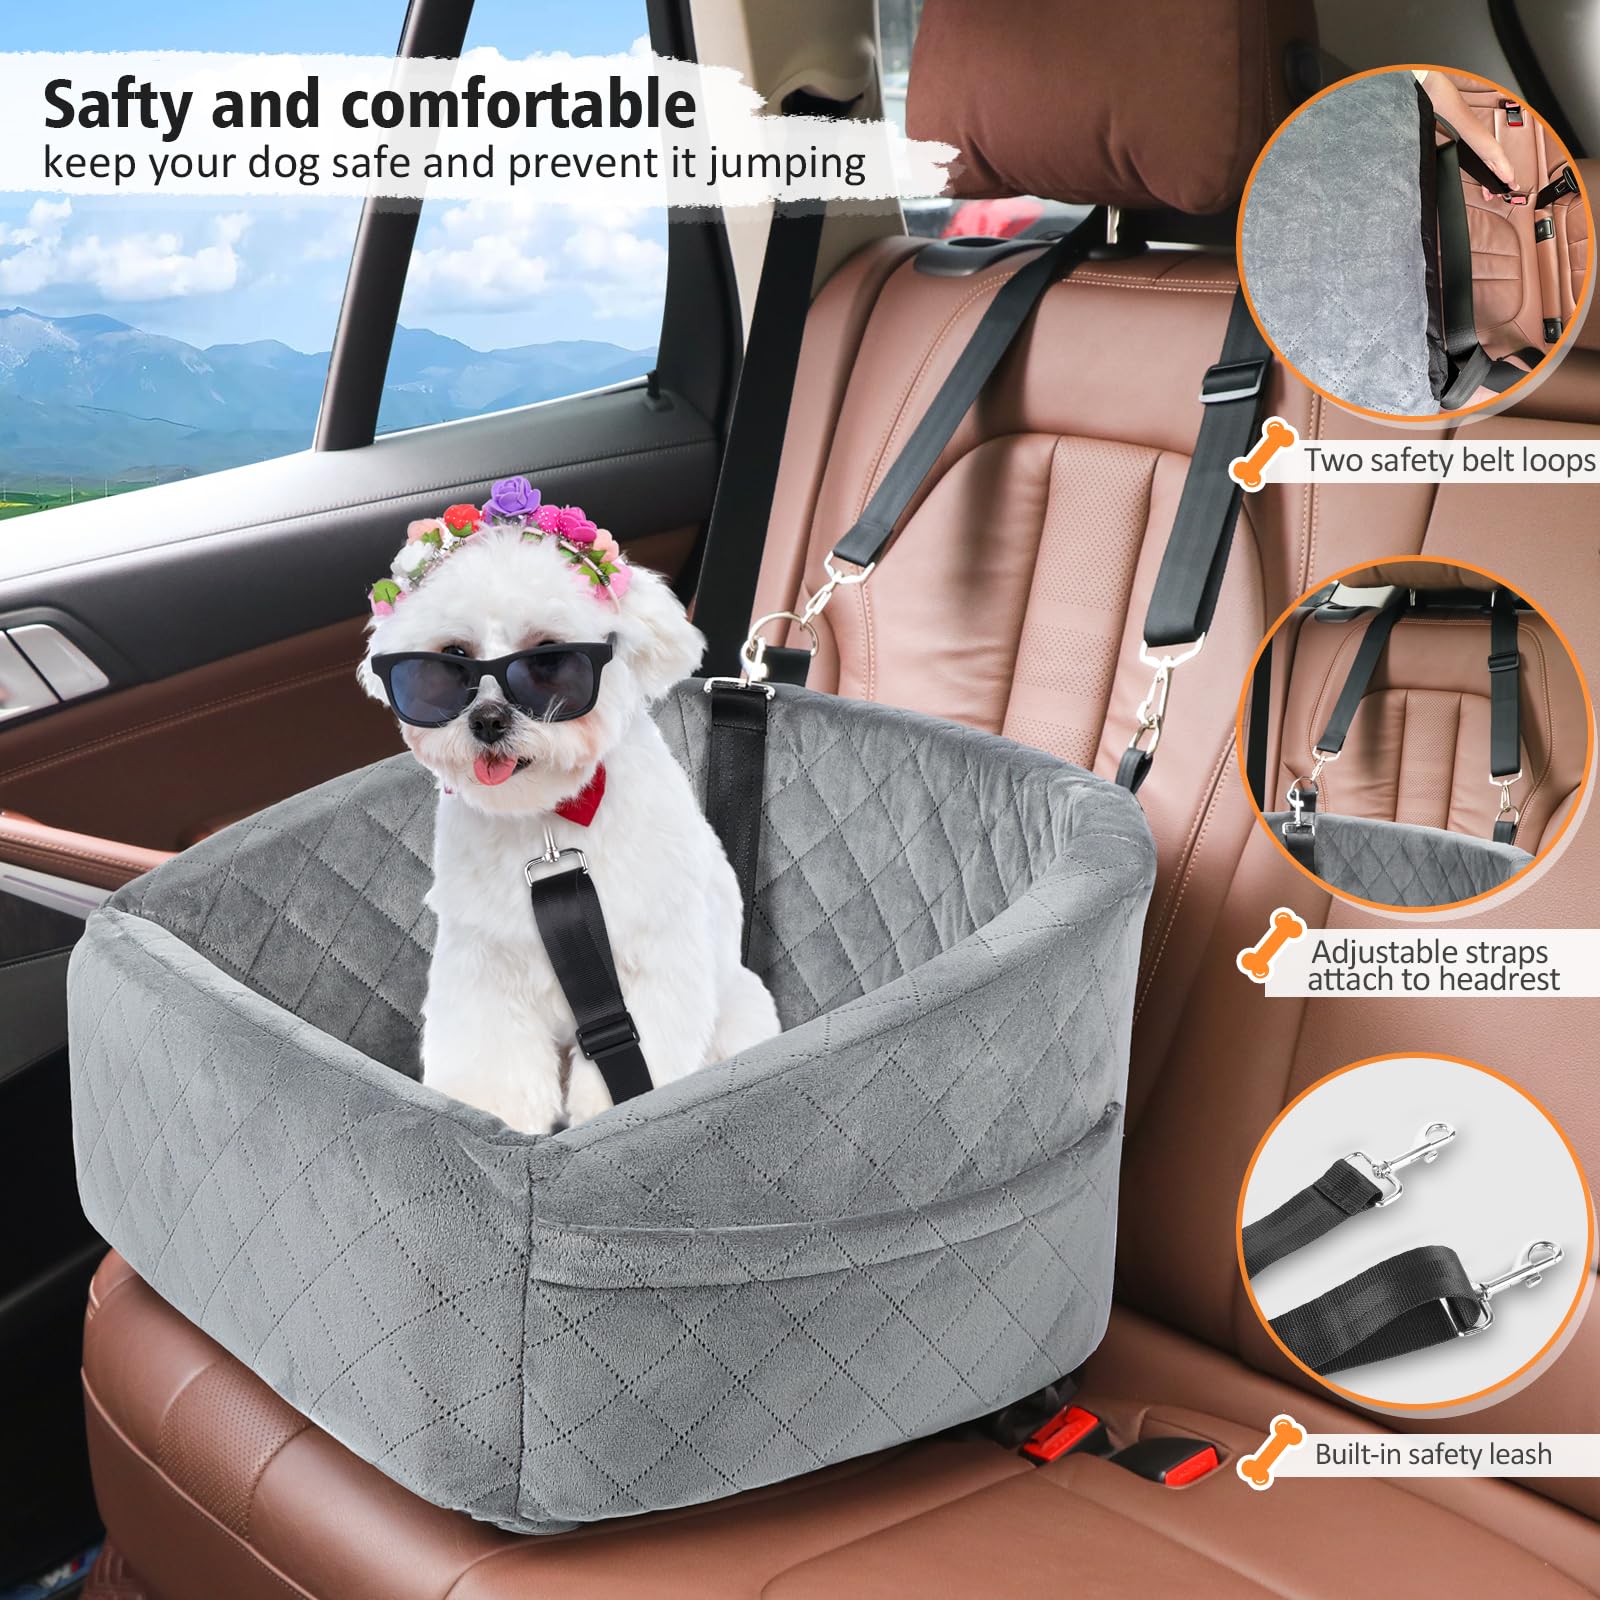 Safty and comfortable
keep your dog safe and prevent it jumping
Two safety belt loops
Adjustable straps
attach to headrest
Built-in safety leash